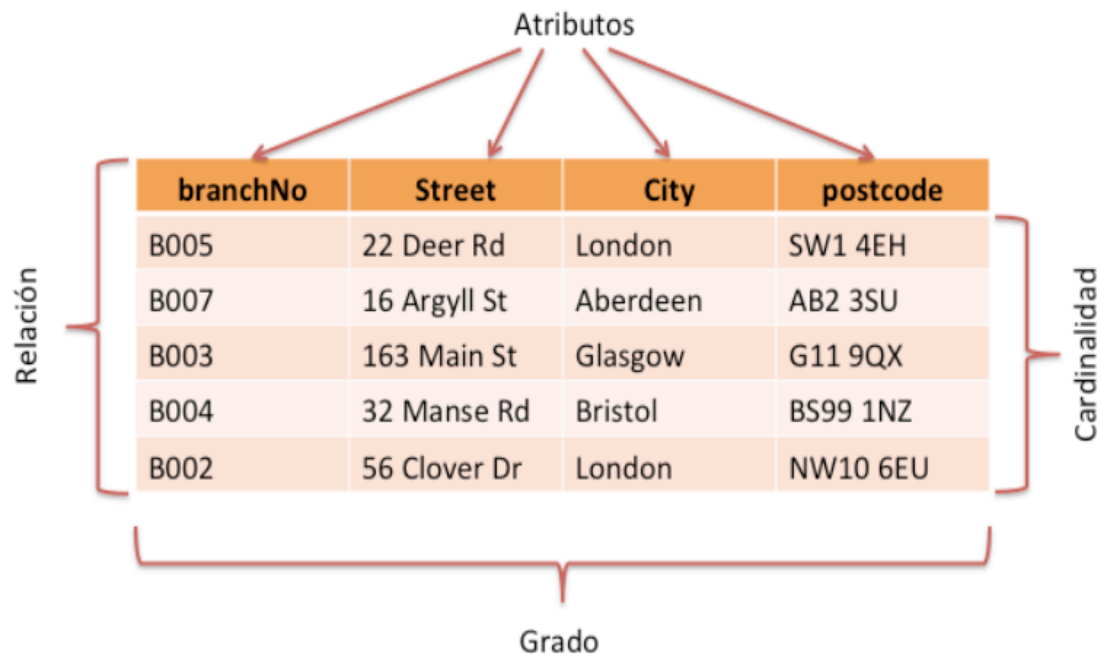 Atributos
branchNo Street City postcode
B005 22 Deer Rd London SW1 4EH
B007 16 Argyll St Aberdeen AB2 3SU
B003 163 Main St Glasgow G11 9QX
B004 32 Manse Rd Bristol BS99 1NZ
B002 56 Clover Dr London NW10 6EU
Relación
Cardinalidad
Grado